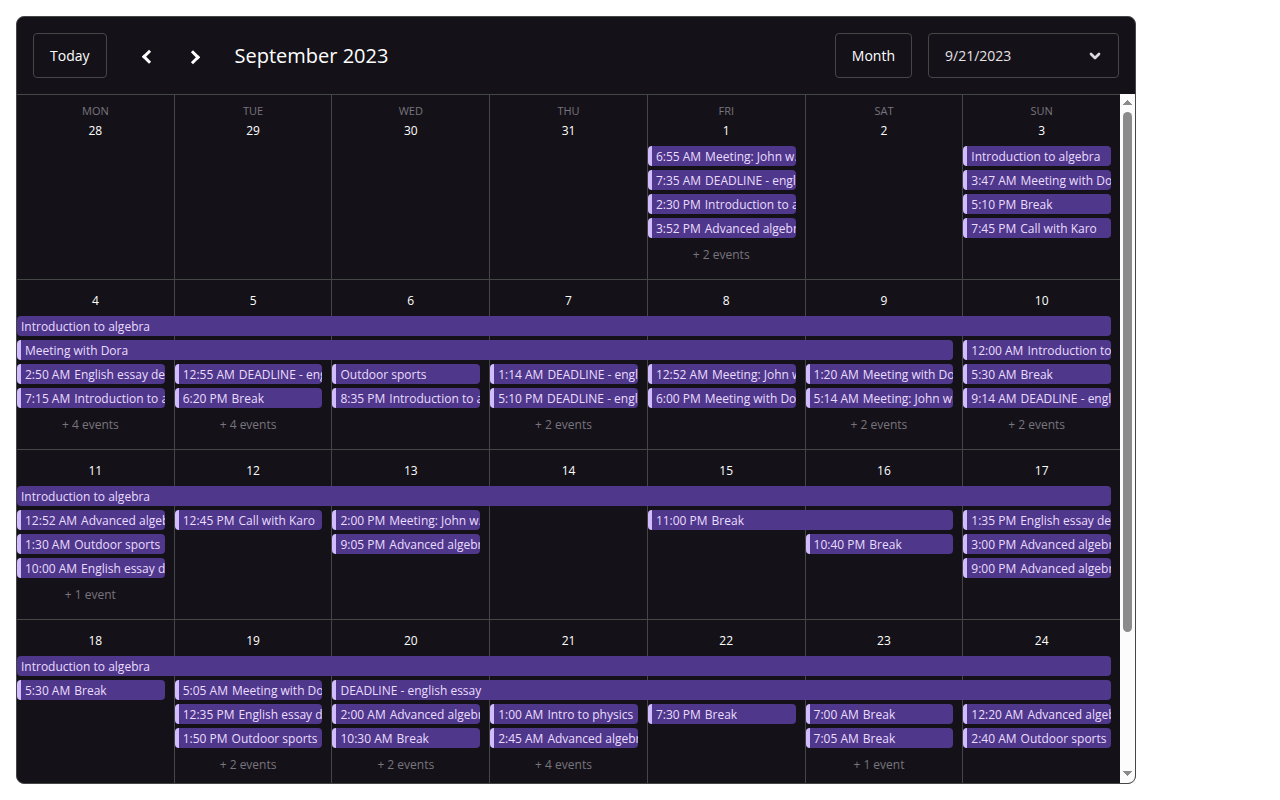 Today September 2023 Month 9/21/2023
MON TUE WED THU FRI SAT SUN
28 29 30 31 1 2 3
6:55 AM Meeting: John w. Introduction to algebra
7:35 AM DEADLINE - engl 3:47 AM Meeting with Do
2:30 PM Introduction to a 5:10 PM Break
3:52 PM Advanced algebr 7:45 PM Call with Karo
+ 2 events
4 5 6 7 8 9 10
Introduction to algebra
Meeting with Dora 12:00 AM Introduction to
2:50 AM English essay de 12:55 AM DEADLINE - eng Outdoor sports 1:14 AM DEADLINE - engl 12:52 AM Meeting: John w 1:20 AM Meeting with Do 5:30 AM Break
7:15 AM Introduction to a 6:20 PM Break 8:35 PM Introduction to a 5:10 PM DEADLINE - engl 6:00 PM Meeting with Do 5:14 AM Meeting: John w 9:14 AM DEADLINE - engl
+ 4 events + 4 events + 2 events + 2 events + 2 events
11 12 13 14 15 16 17
Introduction to algebra
12:52 AM Advanced algeb 12:45 PM Call with Karo 2:00 PM Meeting: John w. 11:00 PM Break 1:35 PM English essay de
1:30 AM Outdoor sports 9:05 PM Advanced algebr 10:40 PM Break 3:00 PM Advanced algebr
10:00 AM English essay d 9:00 PM Advanced algebr
+ 1 event
18 19 20 21 22 23 24
Introduction to algebra
5:30 AM Break 5:05 AM Meeting with Do DEADLINE - english essay
12:35 PM English essay d 2:00 AM Advanced algebr 1:00 AM Intro to physics 7:30 PM Break 7:00 AM Break 12:20 AM Advanced algeb
1:50 PM Outdoor sports 10:30 AM Break 2:45 AM Advanced algebr 7:05 AM Break 2:40 AM Outdoor sports
+ 2 events + 2 events + 4 events + 1 event